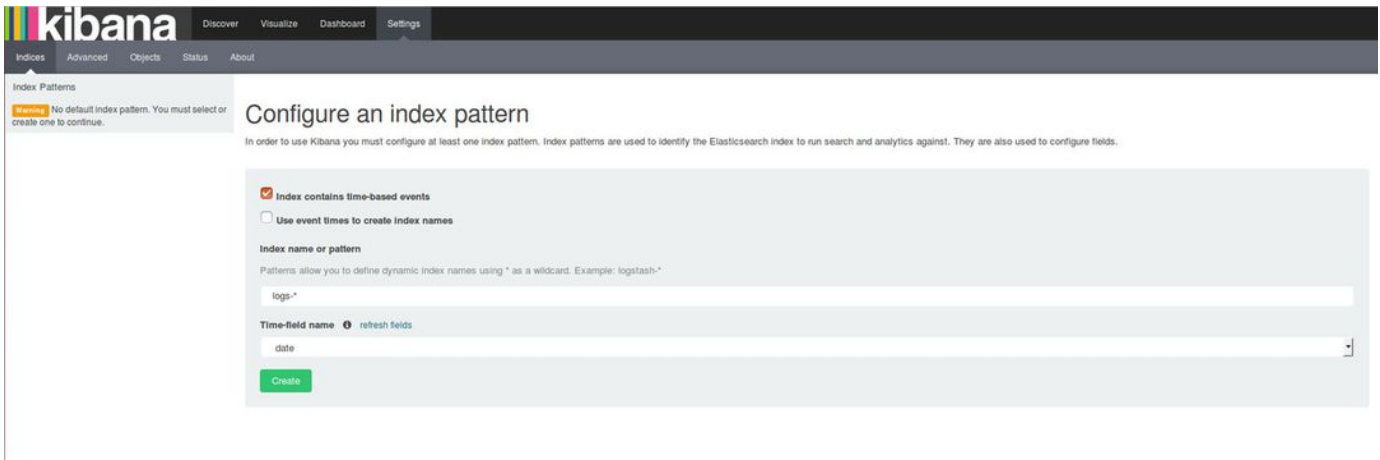 kibana
Discover Visualize Dashboard Settings
Indices Advanced Objects Status About
Index Patterns
Warning No default index pattern. You must select or
create one to continue.
Configure an index pattern
In order to use Kibana you must configure at least one index pattern. Index patterns are used to identify the Elasticsearch index to run search and analytics against. They are also used to configure fields.
Index contains time-based events
Use event times to create index names
Index name or pattern
Patterns allow you to define dynamic index names using * as a wildcard. Example: logstash-*
logs-*
Time-field name refresh fields
date
Create